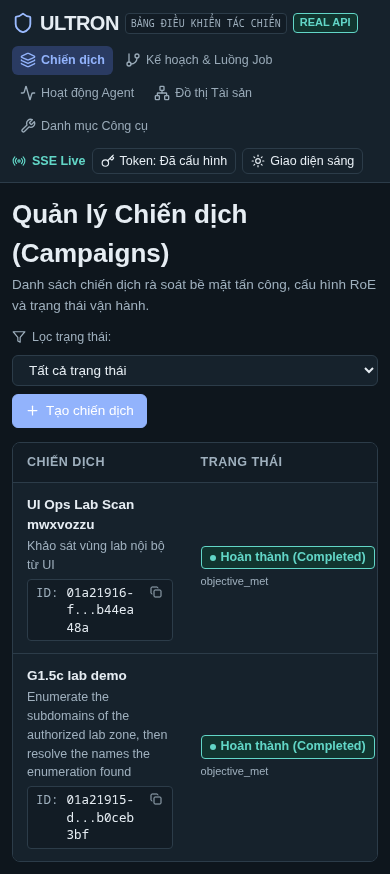 ULTRON BẢNG ĐIỀU KHIỂN TÁC CHIẾN REAL API
Chiến dịch Kế hoạch & Luồng Job
Hoạt động Agent Đồ thị Tài sản
Danh mục Công cụ
SSE Live Token: Đã cấu hình Giao diện sáng
Quản lý Chiến dịch
(Campaigns)
Danh sách chiến dịch rà soát bề mặt tấn công, cấu hình RoE
và trạng thái vận hành.
Lọc trạng thái:
Tất cả trạng thái
+ Tạo chiến dịch
CHIẾN DỊCH TRẠNG THÁI
UI Ops Lab Scan
mwxvozzu
Khảo sát vùng lab nội bộ
từ UI
ID: 01a21916-
f...b44ea
48a
Hoàn thành (Completed)
objective_met
G1.5c lab demo
Enumerate the
subdomains of the
authorized lab zone, then
resolve the names the
enumeration found
ID: 01a21915-
d...b0ceb
3bf
Hoàn thành (Completed)
objective_met